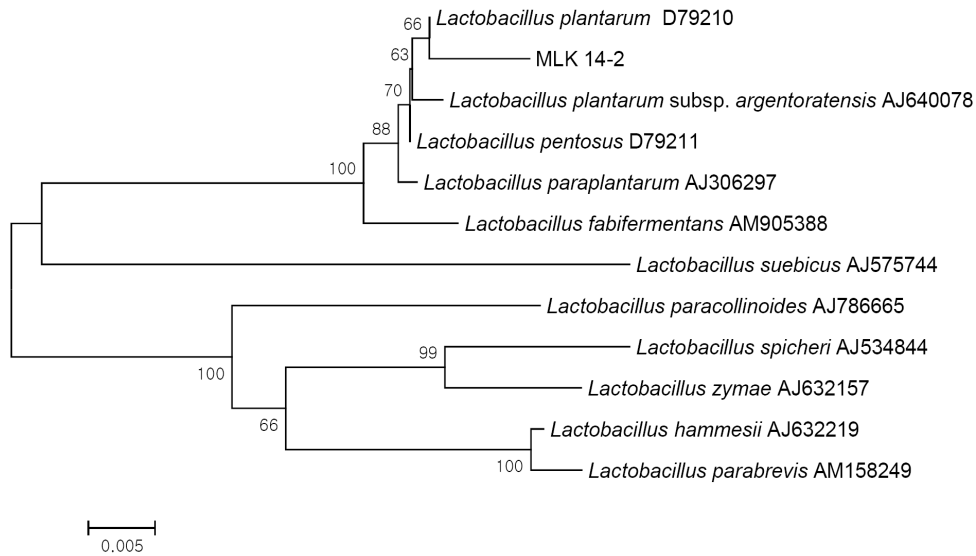 66
Lactobacillus plantarum D79210
63
MLK 14-2
70
Lactobacillus plantarum subsp. argentoratensis AJ640078
88
Lactobacillus pentosus D79211
100
Lactobacillus paraplantarum AJ306297
Lactobacillus fabifermentans AM905388
Lactobacillus suebicus AJ575744
Lactobacillus paracollinoides AJ786665
99
Lactobacillus spicheri AJ534844
100
Lactobacillus zymae AJ632157
66
Lactobacillus hammesii AJ632219
100
Lactobacillus parabrevis AM158249
0.005